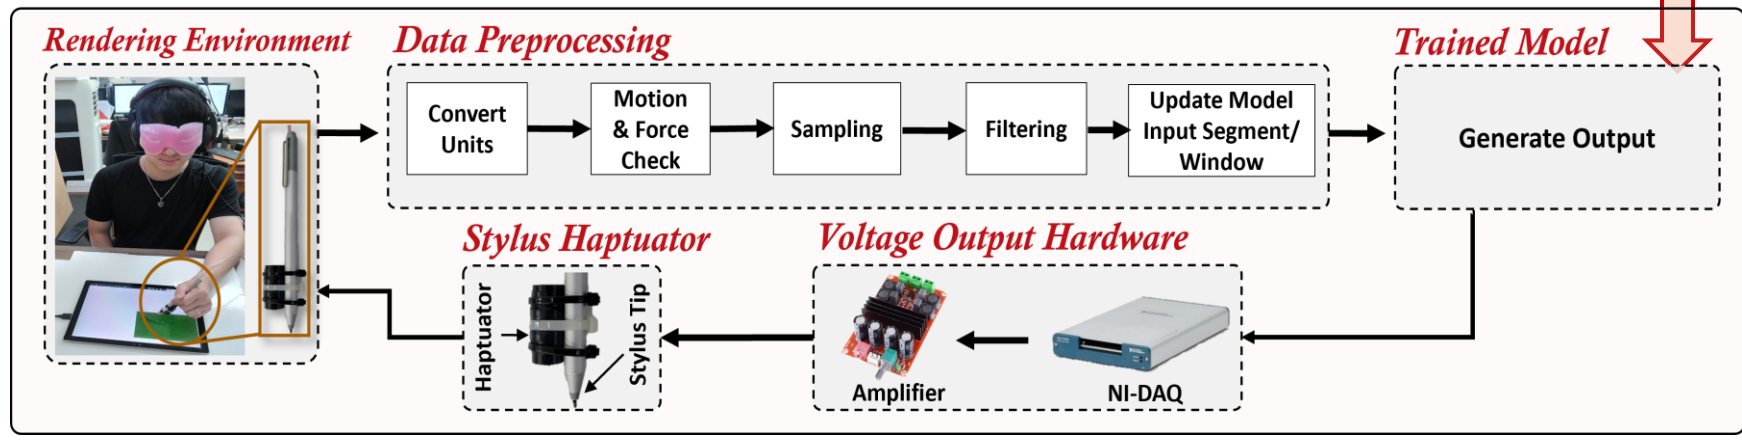 Rendering Environment
Data Preprocessing
Trained Model
Convert
Units
Motion
& Force
Check
Sampling
Filtering
Update Model
Input Segment/
Window
Generate Output
Stylus Haptuator
Voltage Output Hardware
Haptuator
Stylus Tip
Amplifier
NI-DAQ